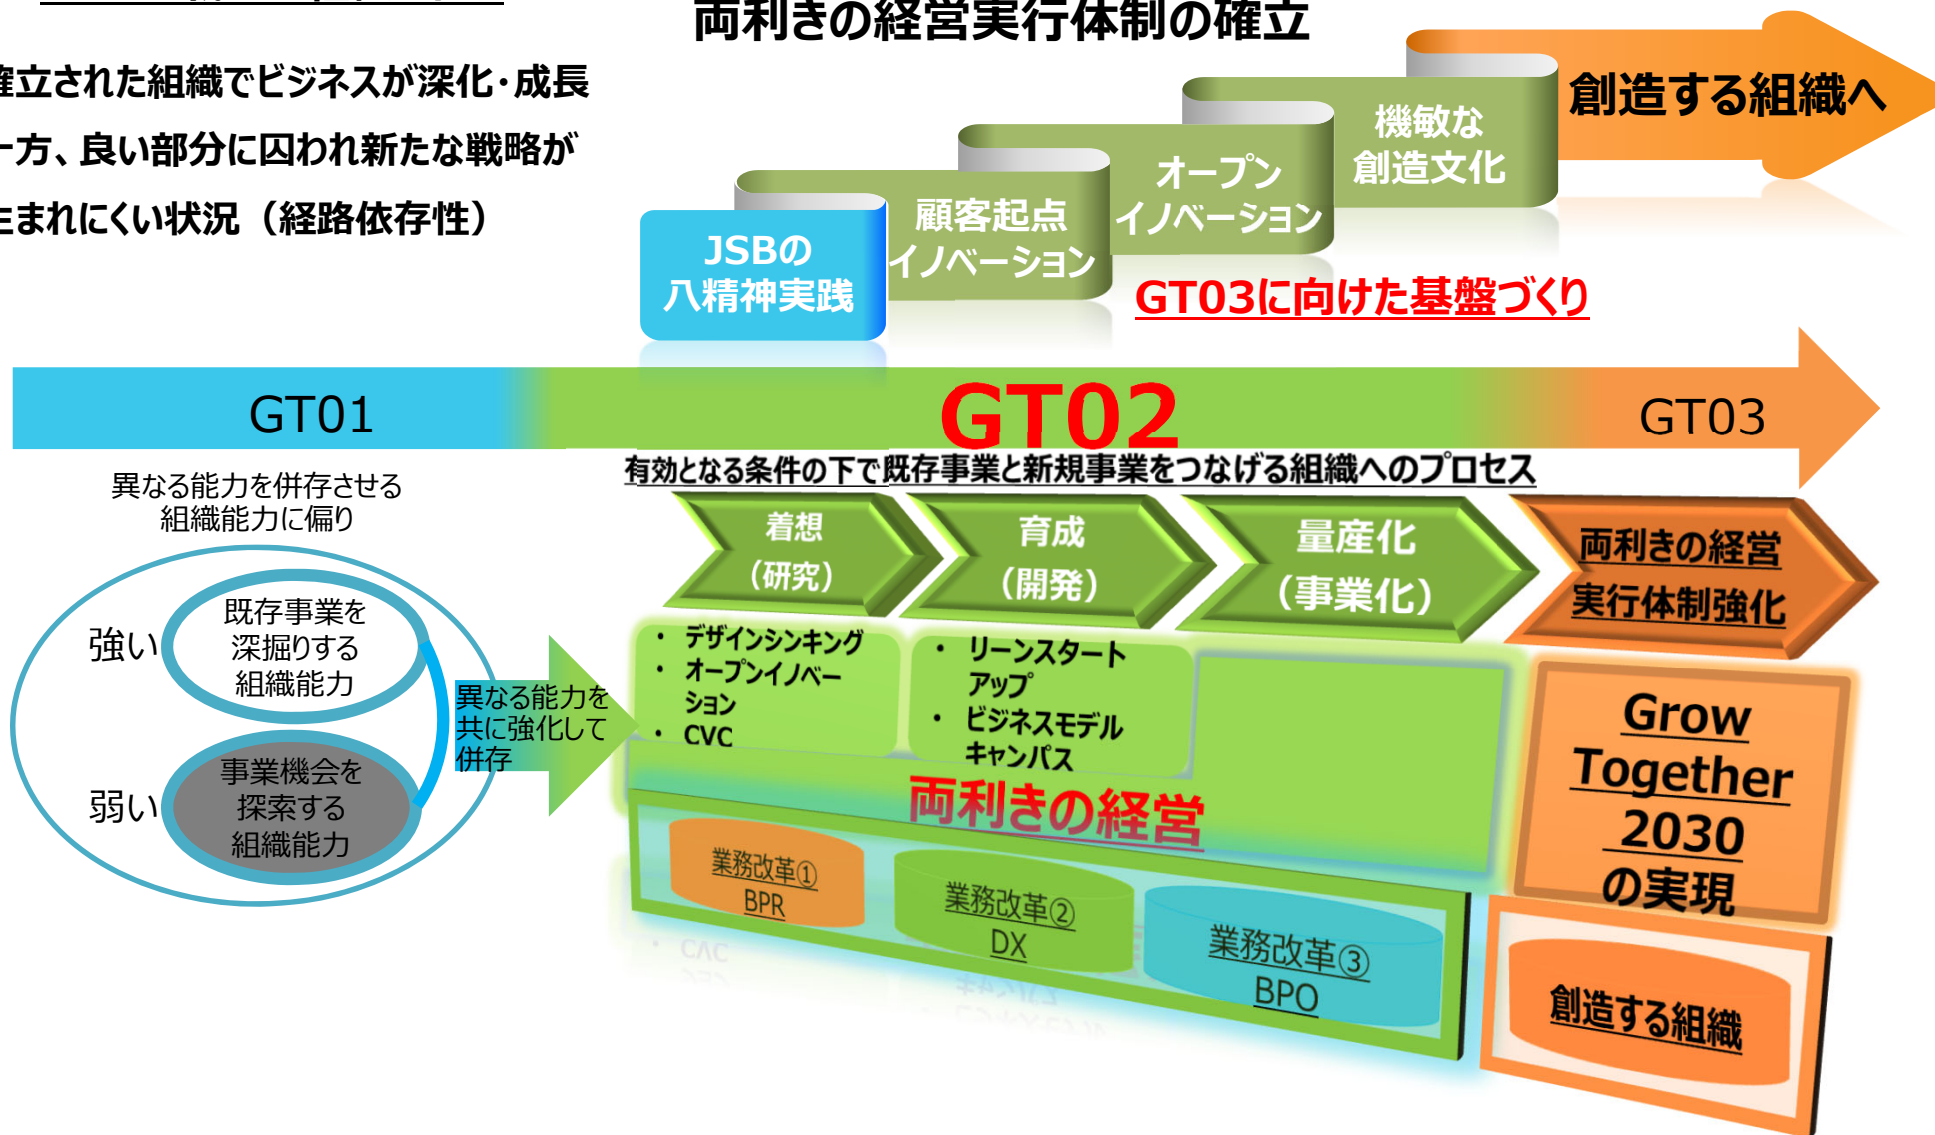 両利きの経営実行体制の確立
確立された組織でビジネスが深化・成長
一方、良い部分に囚われ新たな戦略が
生まれにくい状況（経路依存性）
JSBの
八精神実践
顧客起点
イノベーション
オープン
イノベーション
機敏な
創造文化
創造する組織へ
GT03に向けた基盤づくり
GT01
GT02
GT03
異なる能力を併存させる
組織能力に偏り
強い
既存事業を
深掘りする
組織能力
弱い
事業機会を
探索する
組織能力
異なる能力を
共に強化して
併存
有効となる条件の下で既存事業と新規事業をつなげる組織へのプロセス
着想
（研究）
育成
（開発）
量産化
（事業化）
両利きの経営
実行体制強化
・ デザインシンキング
・ オープンイノベー
ション
・ CVC
・ リーンスタート
アップ
・ ビジネスモデル
キャンパス
両利きの経営
業務改革①
BPR
業務改革②
DX
業務改革③
BPO
Grow
Together
2030
の実現
創造する組織